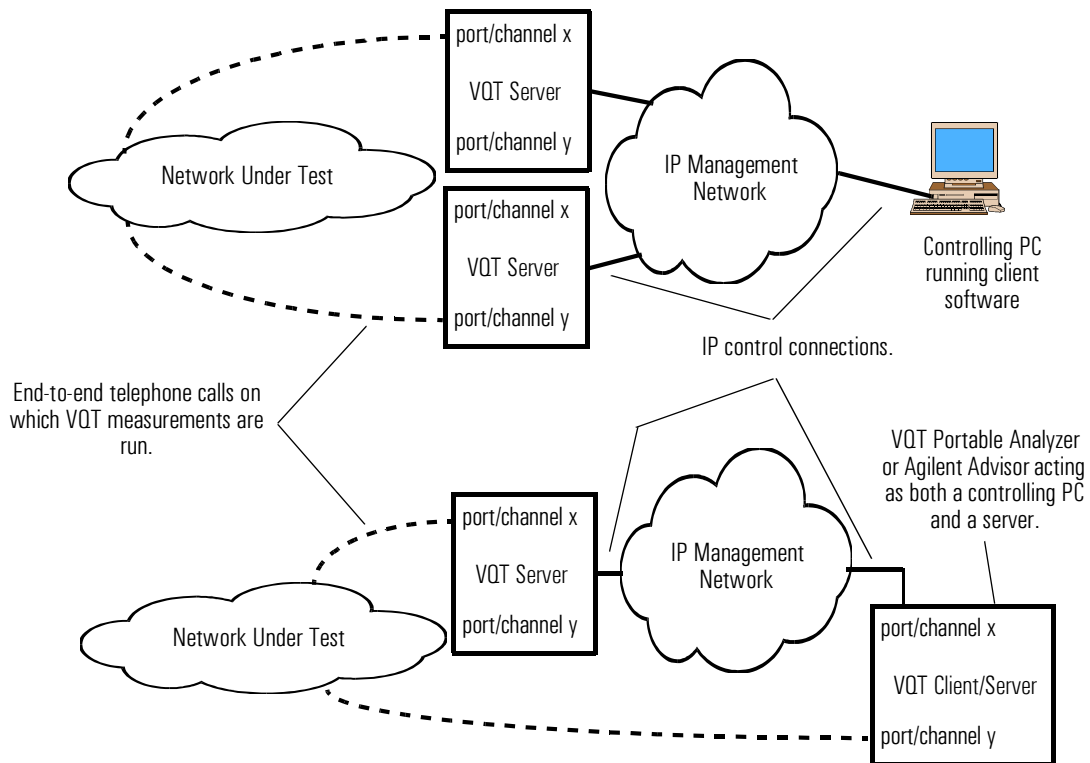 port/channel x
VQT Server
port/channel y
Network Under Test
port/channel x
VQT Server
port/channel y
IP Management
Network
Controlling PC
running client
software
IP control connections.
End-to-end telephone calls on
which VQT measurements are
run.
VQT Portable Analyzer
or Agilent Advisor acting
as both a controlling PC
and a server.
port/channel x
VQT Server
port/channel y
IP Management
Network
Network Under Test
port/channel x
VQT Client/Server
port/channel y